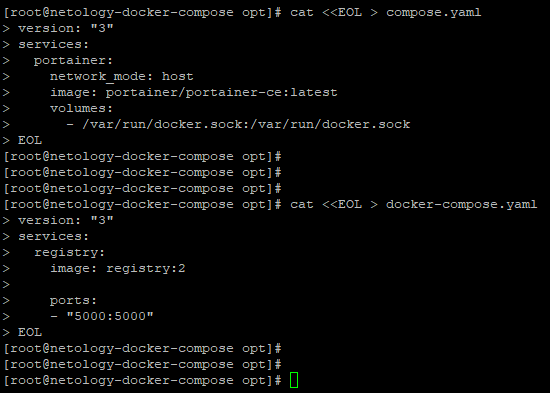 [root@netology-docker-compose opt]# cat <<EOL > compose.yaml
> version: "3"
> services:
>   portainer:
>     network_mode: host
>     image: portainer/portainer-ce:latest
>     volumes:
>       - /var/run/docker.sock:/var/run/docker.sock
> EOL
[root@netology-docker-compose opt]#
[root@netology-docker-compose opt]#
[root@netology-docker-compose opt]#
[root@netology-docker-compose opt]# cat <<EOL > docker-compose.yaml
> version: "3"
> services:
>   registry:
>     image: registry:2
>
>     ports:
>     - "5000:5000"
> EOL
[root@netology-docker-compose opt]#
[root@netology-docker-compose opt]#
[root@netology-docker-compose opt]#